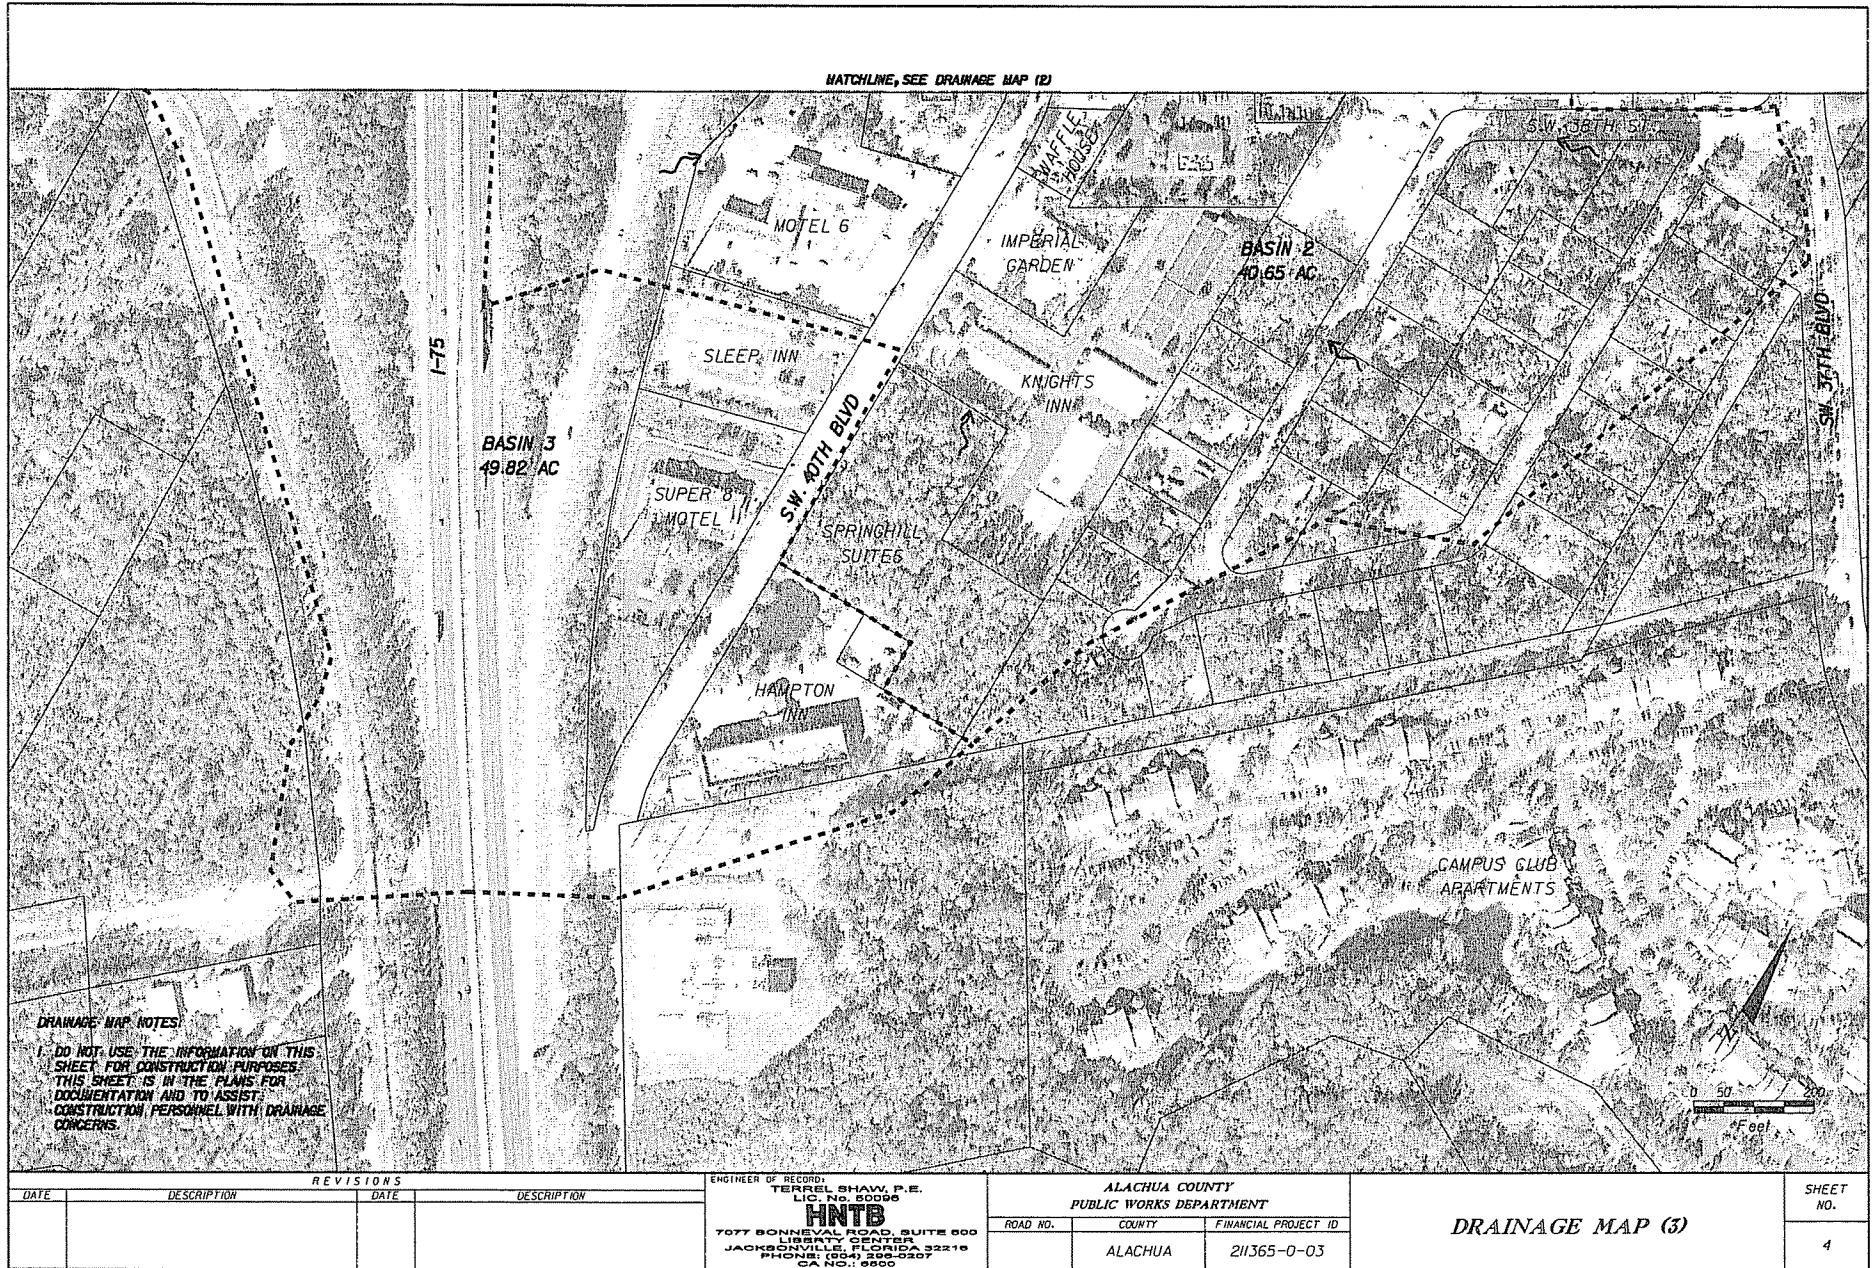 MATCHLINE, SEE DRAINAGE MAP (2)
WAFFLE
HOUSE
S.W. 38TH ST.
MOTEL 6
IMPERIAL
GARDEN
BASIN 2
40.65 AC
I-75
SLEEP INN
KNIGHTS
INN
S.W. 37TH BLVD
BASIN 3
49.82 AC
S.W. 40TH BLVD
SUPER 8
MOTEL
SPRINGHILL
SUITES
HAMPTON
INN
CAMPUS CLUB
APARTMENTS
N
DRAINAGE MAP NOTES:
1. DO NOT USE THE INFORMATION ON THIS
SHEET FOR CONSTRUCTION PURPOSES.
THIS SHEET IS IN THE PLANS FOR
DOCUMENTATION AND TO ASSIST
CONSTRUCTION PERSONNEL WITH DRAINAGE
CONCERNS.
0 50 200
Feet
REVISIONS
DATE DESCRIPTION DATE DESCRIPTION
ENGINEER OF RECORD:
TERREL SHAW, P.E.
LIC. No. 50096
HNTB
7077 BONNEVAL ROAD, SUITE 600
LIBERTY CENTER
JACKSONVILLE, FLORIDA 32216
PHONE: (904) 296-0207
CA NO.: 6500
ALACHUA COUNTY
PUBLIC WORKS DEPARTMENT
ROAD NO. COUNTY FINANCIAL PROJECT ID
ALACHUA 211365-0-03
DRAINAGE MAP (3)
SHEET
NO.
4